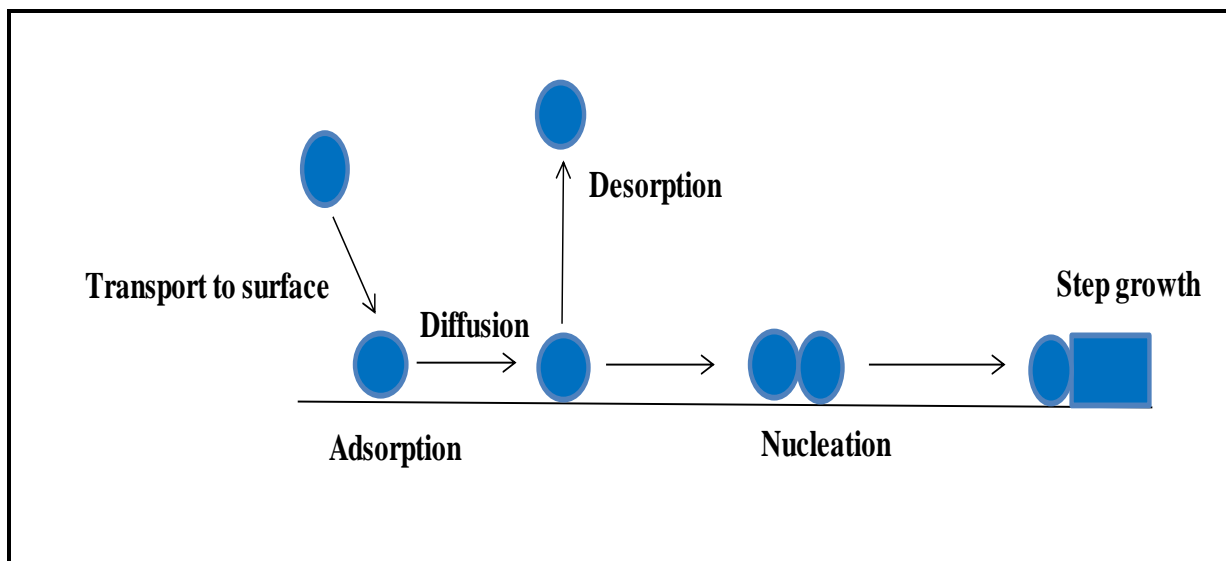 Desorption
Transport to surface
Step growth
Diffusion
Adsorption
Nucleation